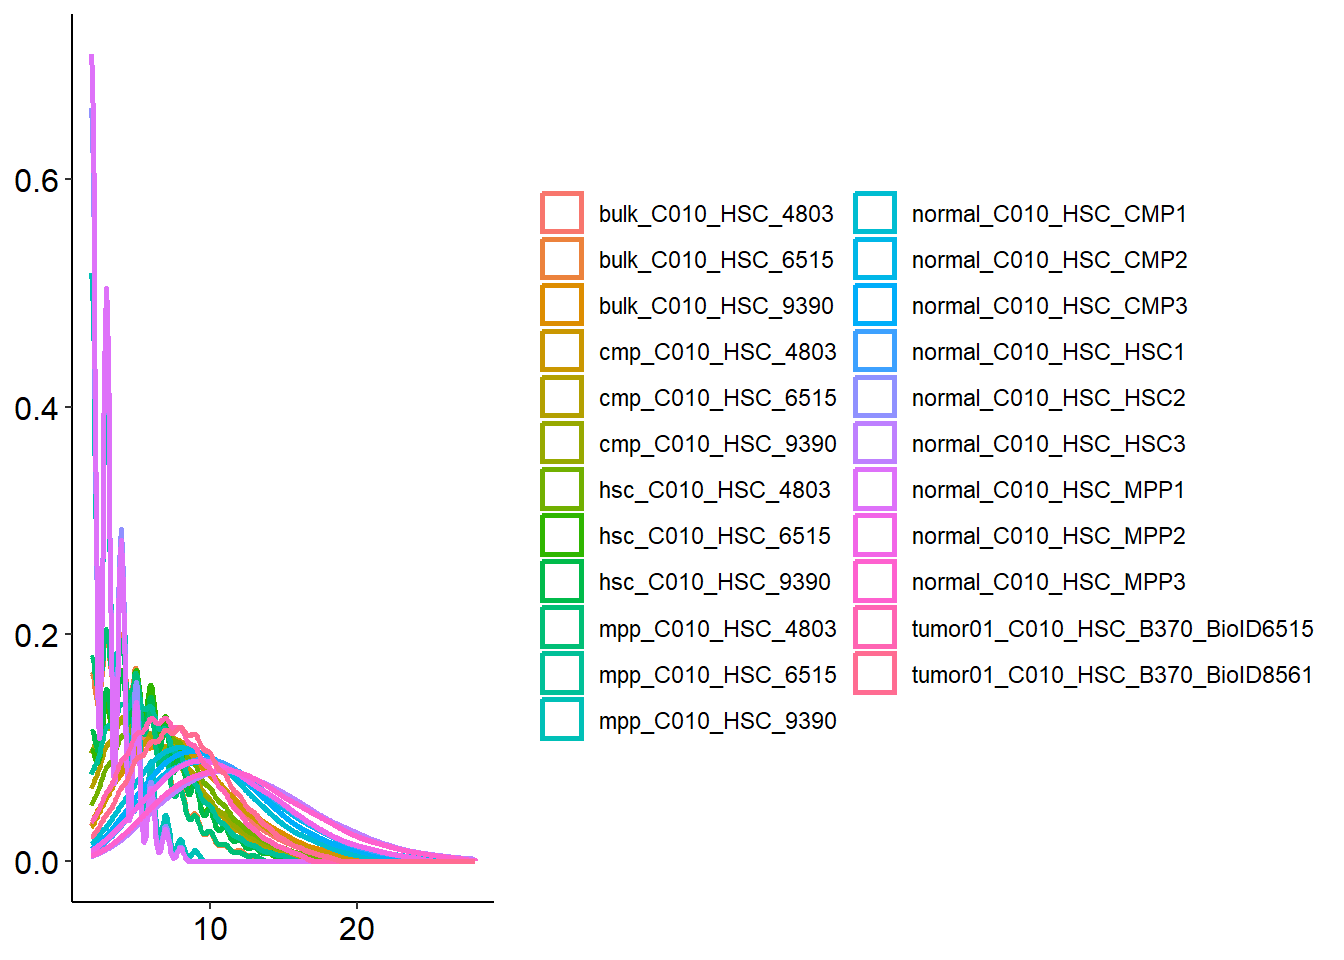 0.6
0.4
0.2
0.0
10 20
bulk_C010_HSC_4803
bulk_C010_HSC_6515
bulk_C010_HSC_9390
cmp_C010_HSC_4803
cmp_C010_HSC_6515
cmp_C010_HSC_9390
hsc_C010_HSC_4803
hsc_C010_HSC_6515
hsc_C010_HSC_9390
mpp_C010_HSC_4803
mpp_C010_HSC_6515
mpp_C010_HSC_9390
normal_C010_HSC_CMP1
normal_C010_HSC_CMP2
normal_C010_HSC_CMP3
normal_C010_HSC_HSC1
normal_C010_HSC_HSC2
normal_C010_HSC_HSC3
normal_C010_HSC_MPP1
normal_C010_HSC_MPP2
normal_C010_HSC_MPP3
tumor01_C010_HSC_B370_BioID6515
tumor01_C010_HSC_B370_BioID8561